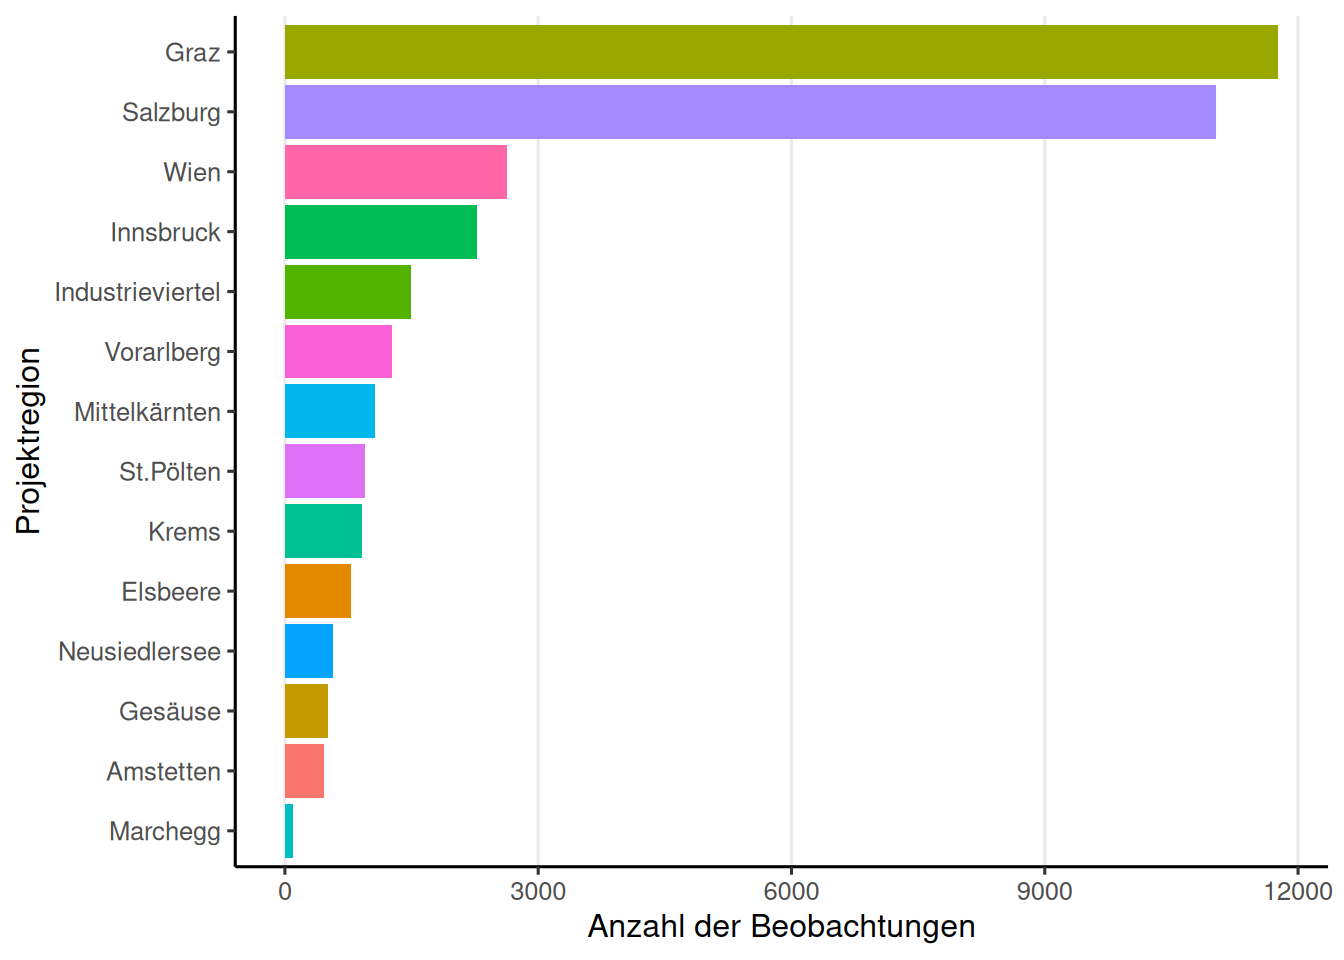 Projektregion
Graz
Salzburg
Wien
Innsbruck
Industrieviertel
Vorarlberg
Mittelkärnten
St.Pölten
Krems
Elsbeere
Neusiedlersee
Gesäuse
Amstetten
Marchegg
0 3000 6000 9000 12000
Anzahl der Beobachtungen